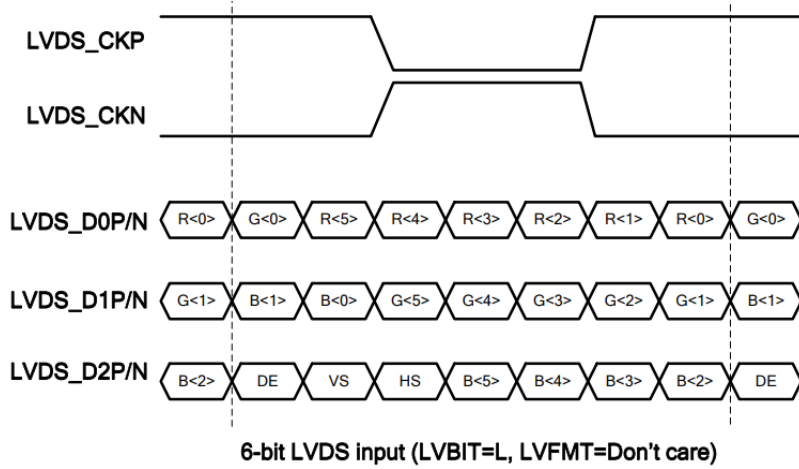 LVDS_CKP
LVDS_CKN
LVDS_D0P/N R<0> G<0> R<5> R<4> R<3> R<2> R<1> R<0> G<0>
LVDS_D1P/N G<1> B<1> B<0> G<5> G<4> G<3> G<2> G<1> B<1>
LVDS_D2P/N B<2> DE VS HS B<5> B<4> B<3> B<2> DE
6-bit LVDS input (LVBIT=L, LVFMT=Don't care)